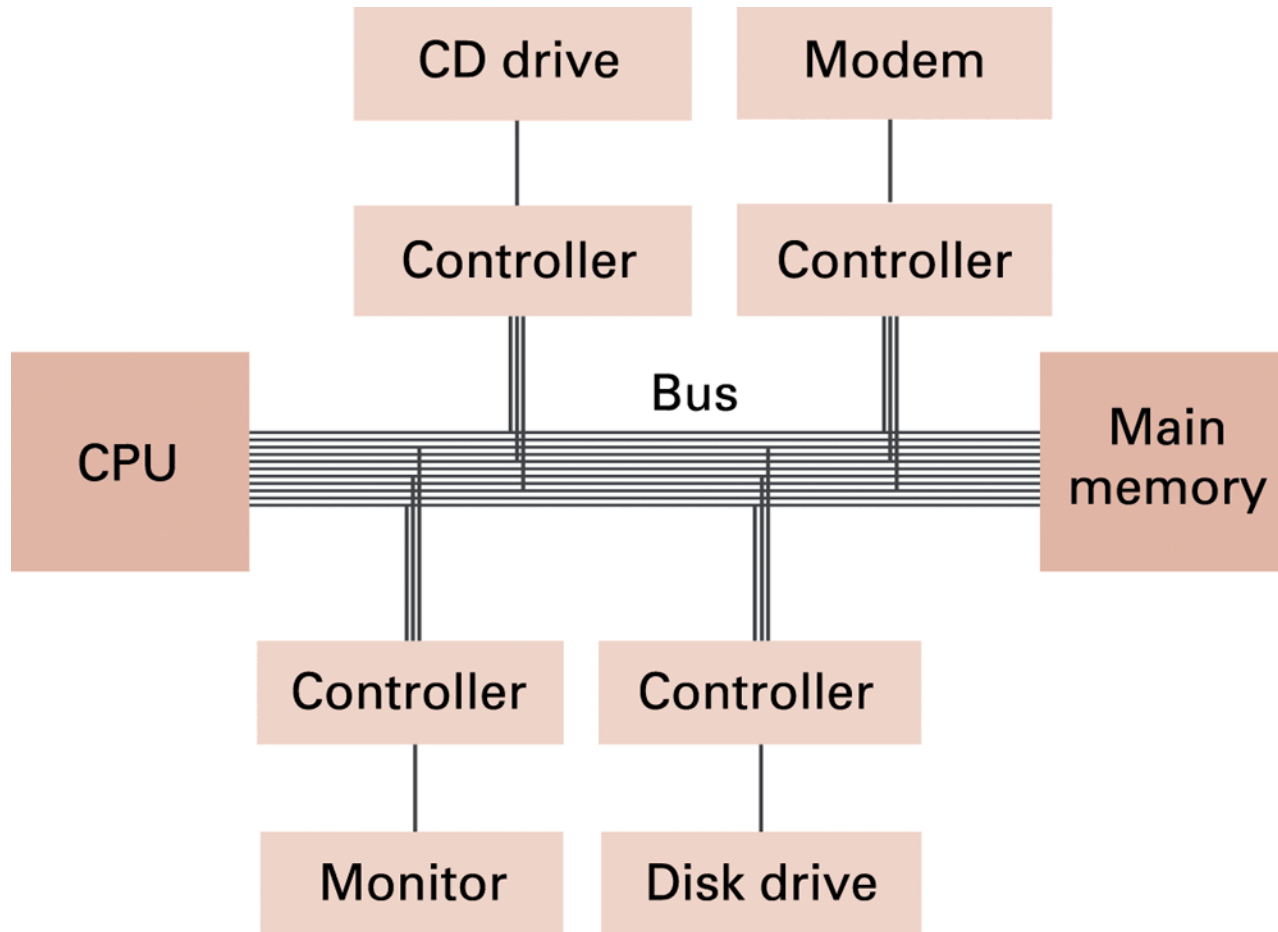 CD drive
Modem
Controller
Controller
Bus
CPU
Main
memory
Controller
Controller
Monitor
Disk drive